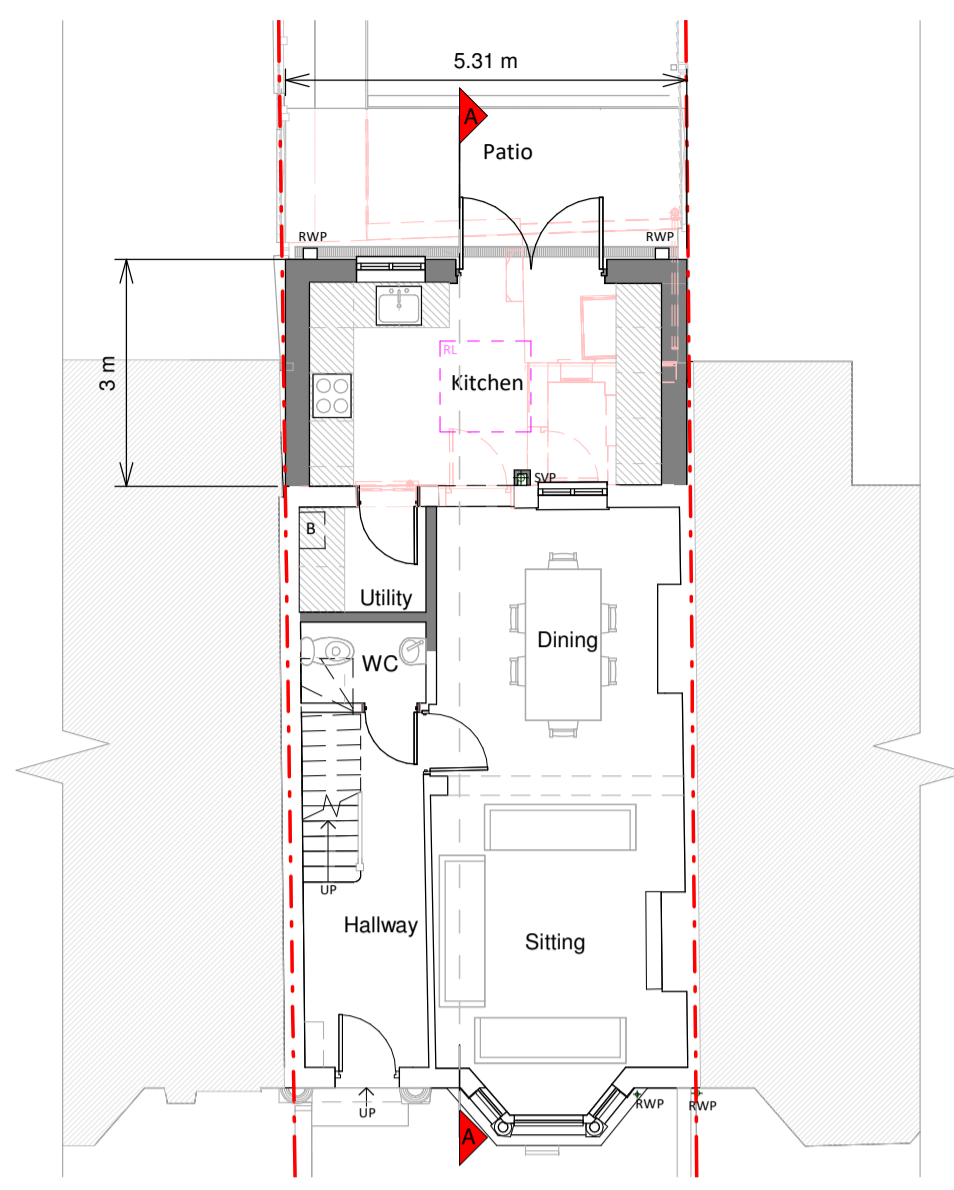 5.31 m
A
Patio
RWP
RWP
3 m
RL
Kitchen
SVP
B
Utility
WC
Dining
UP
Hallway
Sitting
UP
RWP
RWP
A